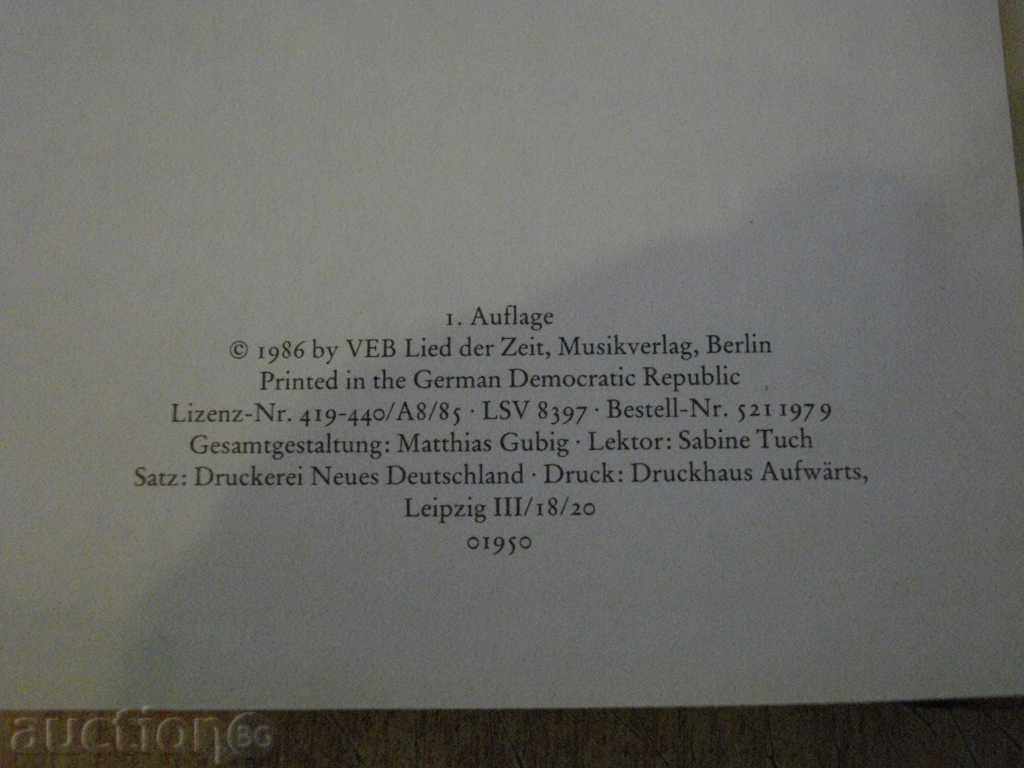 1. Auflage
© 1986 by VEB Lied der Zeit, Musikverlag, Berlin
Printed in the German Democratic Republic
Lizenz-Nr. 419-440/A8/85 · LSV 8397 · Bestell-Nr. 521 1979
Gesamtgestaltung: Matthias Gubig · Lektor: Sabine Tuch
Satz: Druckerei Neues Deutschland · Druck: Druckhaus Aufwärts,
Leipzig III/18/20
01950
auction BG